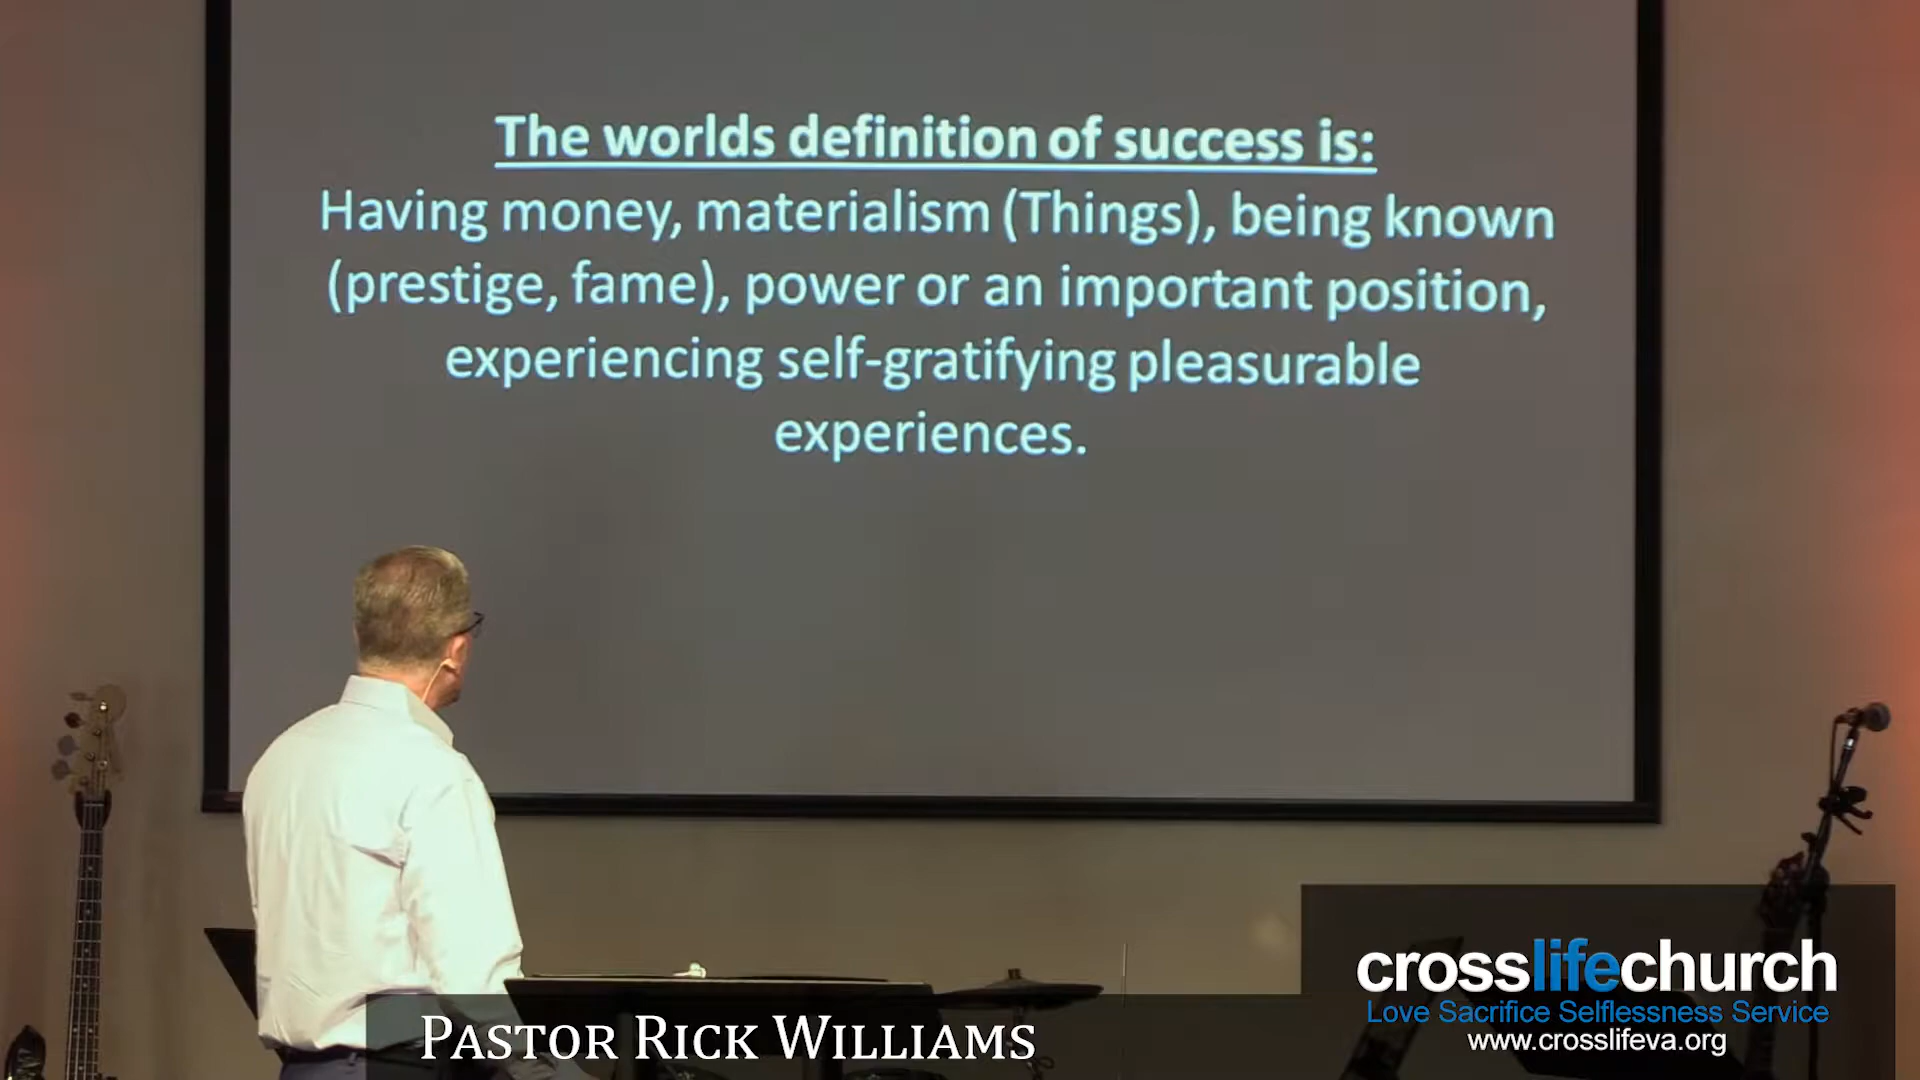 The worlds definition of success is:
Having money, materialism (Things), being known
(prestige, fame), power or an important position,
experiencing self-gratifying pleasurable
experiences.
PASTOR RICK WILLIAMS
crosslifechurch
Love Sacrifice Selflessness Service
www.crosslifeva.org